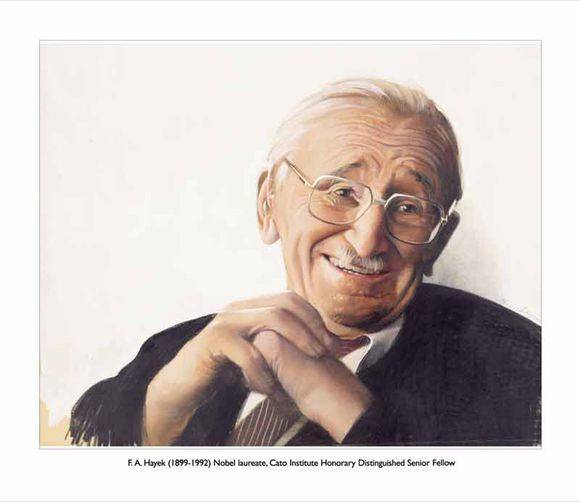 F. A. Hayek (1899-1992) Nobel laureate, Cato Institute Honorary Distinguished Senior Fellow